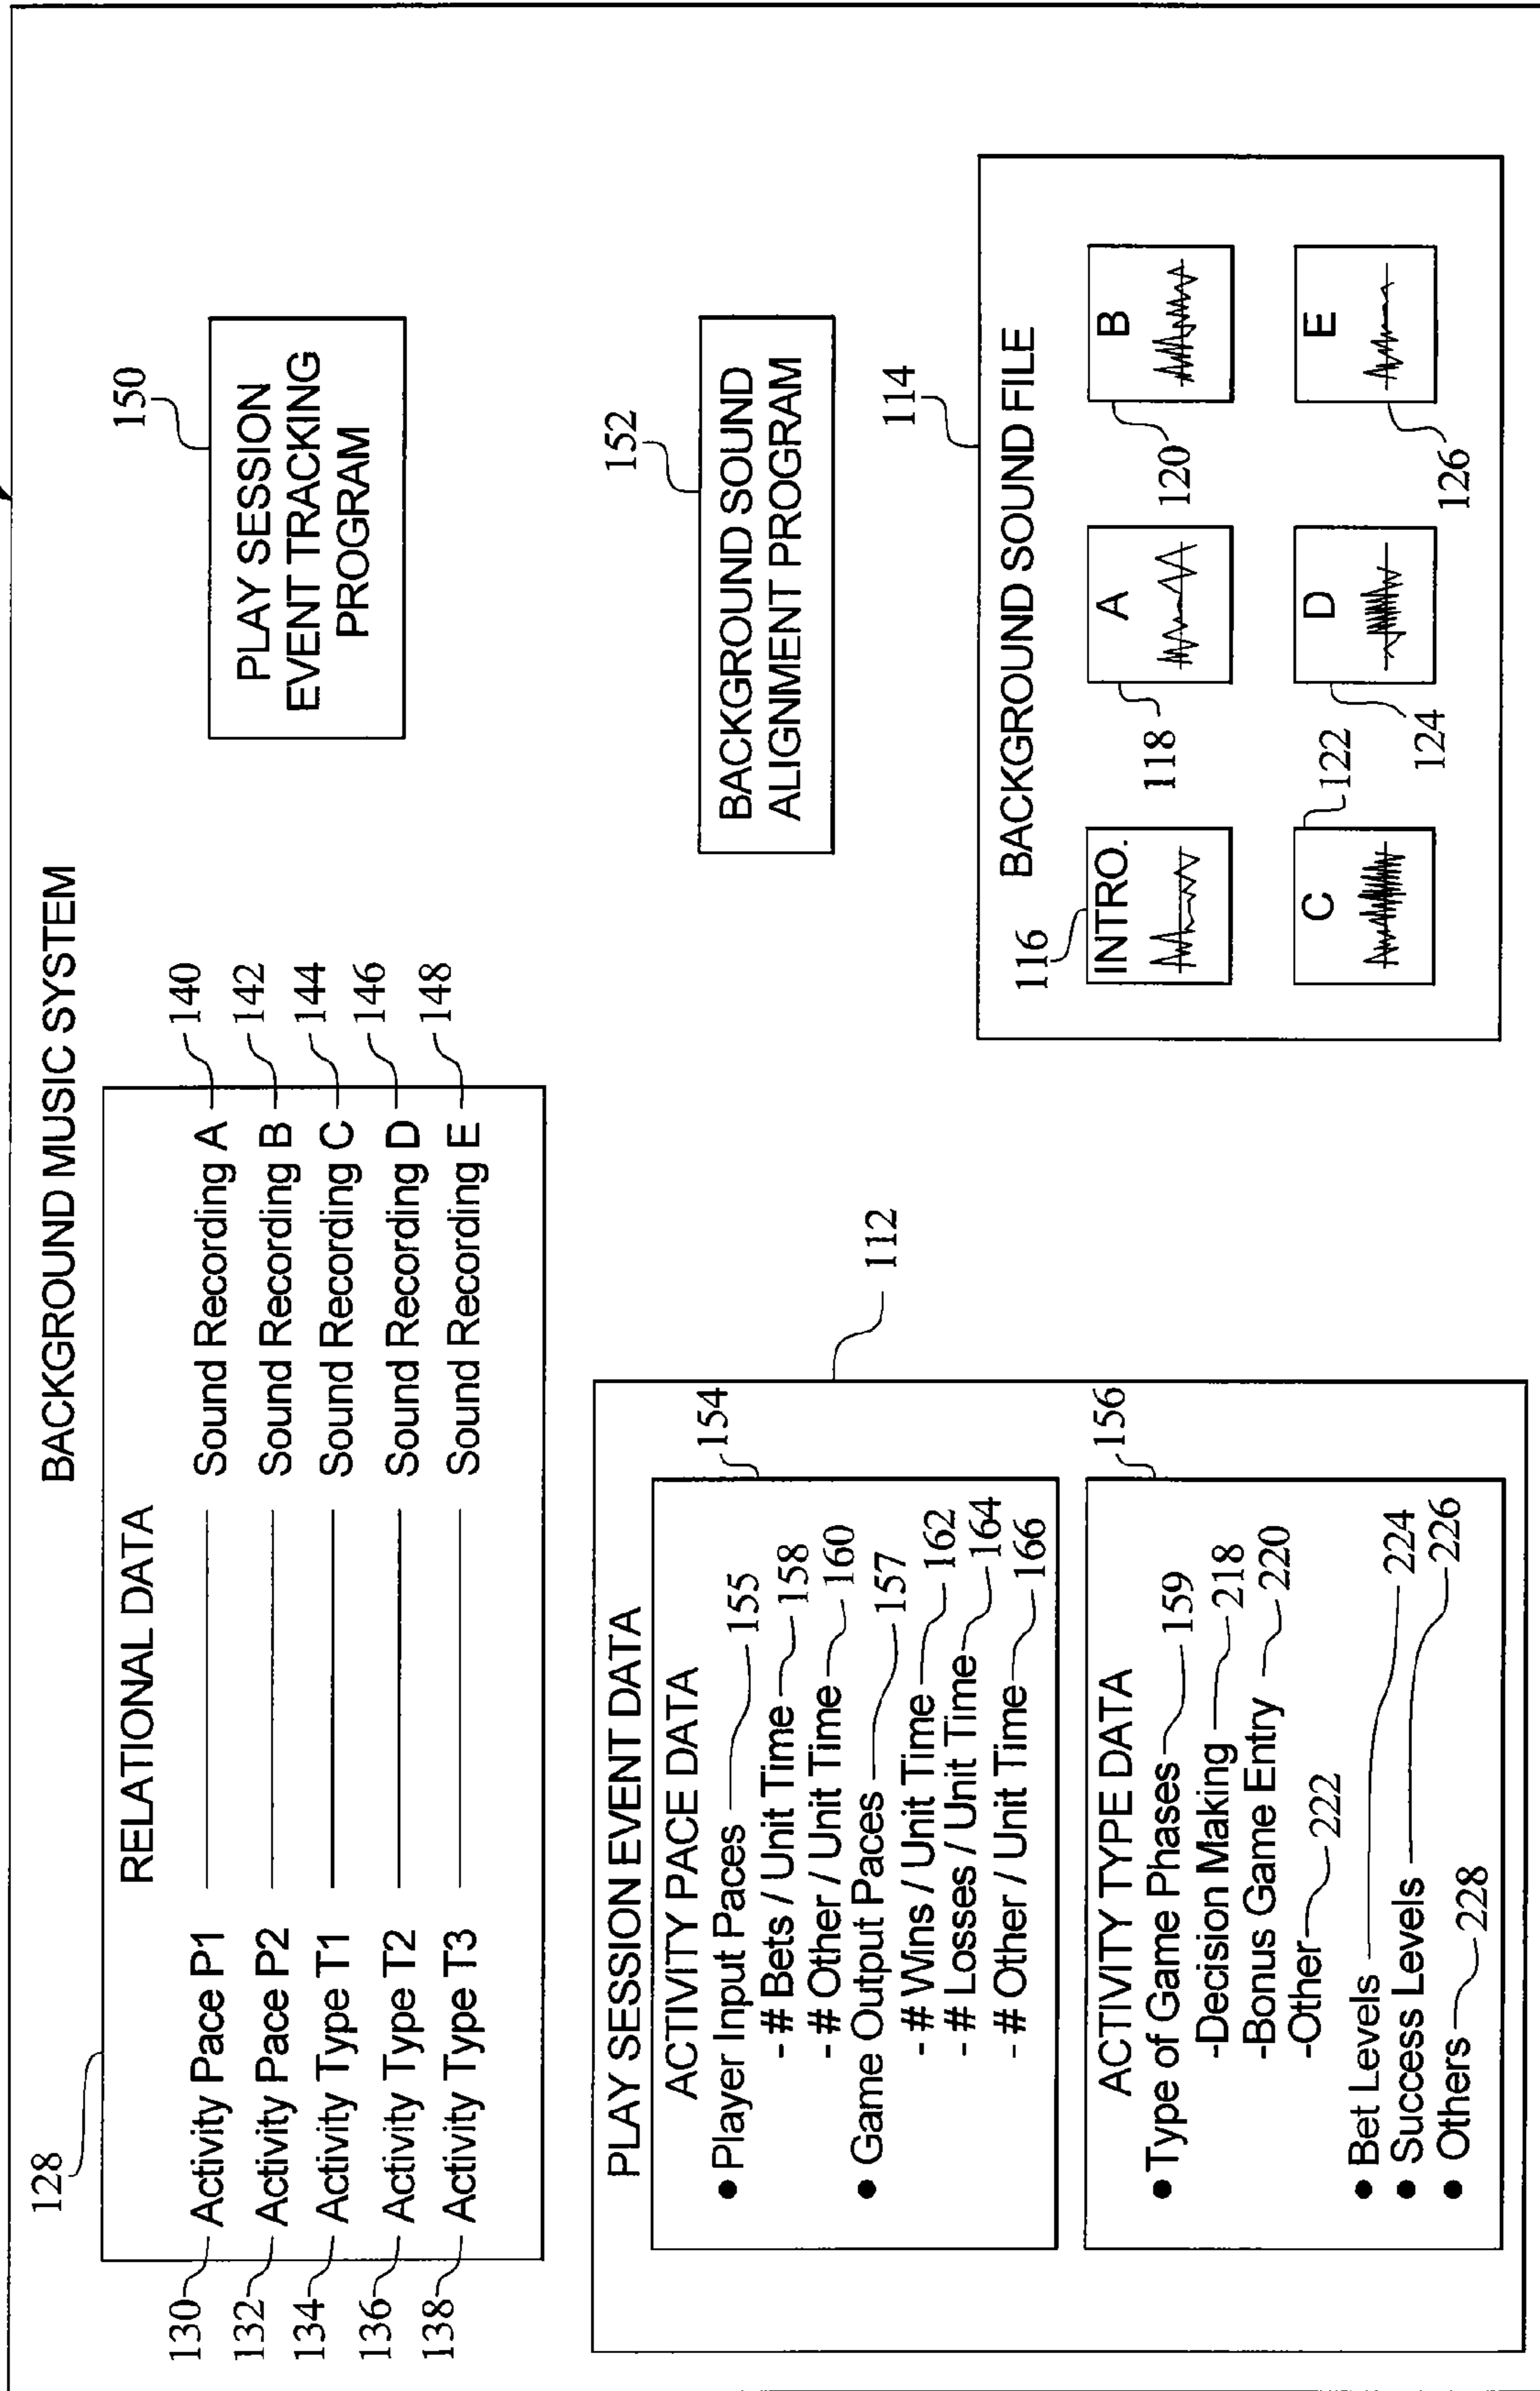 BACKGROUND MUSIC SYSTEM
128
RELATIONAL DATA
130 Activity Pace P1 Sound Recording A 140
132 Activity Pace P2 Sound Recording B 142
134 Activity Type T1 Sound Recording C 144
136 Activity Type T2 Sound Recording D 146
138 Activity Type T3 Sound Recording E 148
150
PLAY SESSION
EVENT TRACKING
PROGRAM
PLAY SESSION EVENT DATA
112
154
ACTIVITY PACE DATA
• Player Input Paces 155
- # Bets / Unit Time 158
- # Other / Unit Time 160
• Game Output Paces 157
- # Wins / Unit Time 162
- # Losses / Unit Time 164
- # Other / Unit Time 166
156
ACTIVITY TYPE DATA
• Type of Game Phases 159
-Decision Making 218
-Bonus Game Entry 220
-Other 222
• Bet Levels 224
• Success Levels 226
• Others 228
152
BACKGROUND SOUND
ALIGNMENT PROGRAM
114
BACKGROUND SOUND FILE
116
INTRO.
A
118
B
120
C
122
D
124
E
126